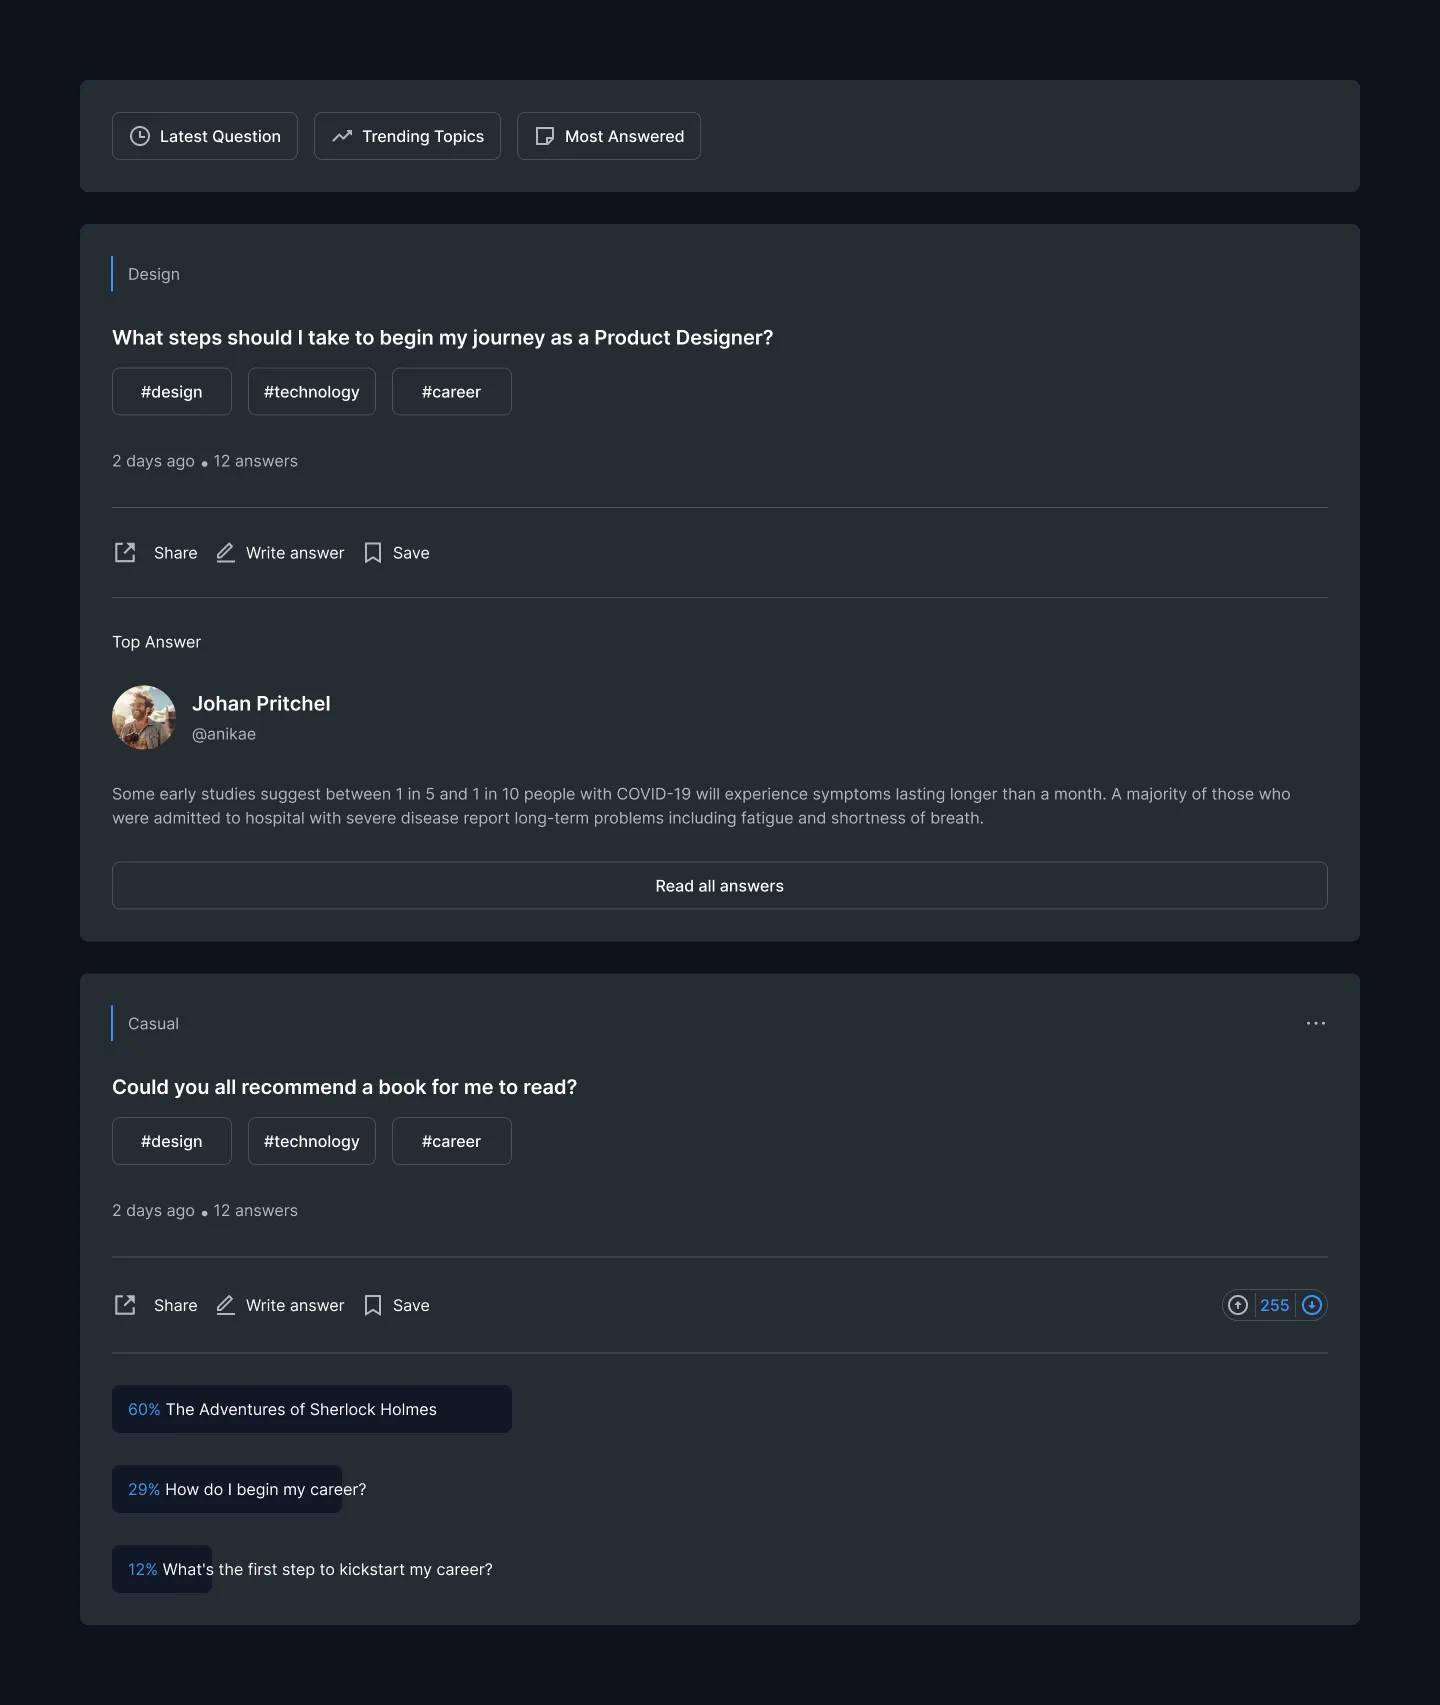 Latest Question
Trending Topics
Most Answered
Design
What steps should I take to begin my journey as a Product Designer?
#design
#technology
#career
2 days ago • 12 answers
Share
Write answer
Save
Top Answer
Johan Pritchel
@anikae
Some early studies suggest between 1 in 5 and 1 in 10 people with COVID-19 will experience symptoms lasting longer than a month. A majority of those who
were admitted to hospital with severe disease report long-term problems including fatigue and shortness of breath.
Read all answers
Casual
Could you all recommend a book for me to read?
#design
#technology
#career
2 days ago • 12 answers
Share
Write answer
Save
255
60% The Adventures of Sherlock Holmes
29% How do I begin my career?
12% What's the first step to kickstart my career?